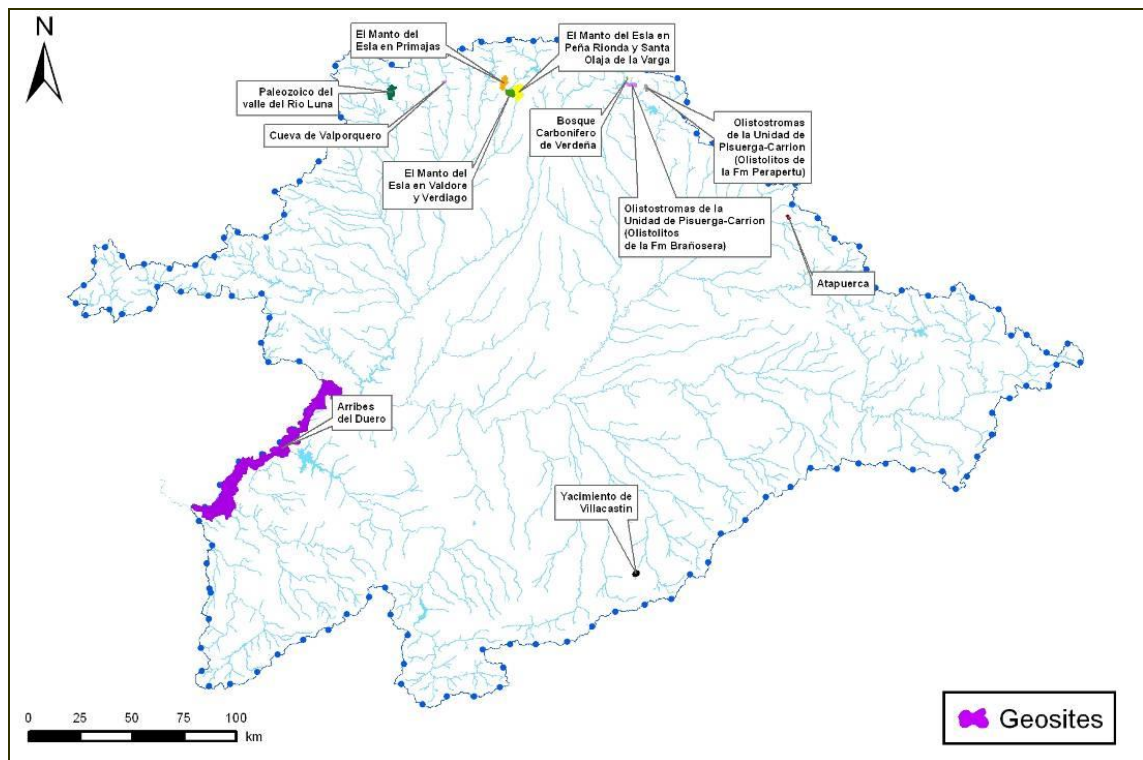 N
El Manto del
Esla en Primajas
El Manto del Esla en
Peña Rionda y Santa
Olaja de la Varga
Paleozoico del
valle del Rio Luna
Cueva de Valporquero
El Manto del
Esla en Valdore
y Verdiago
Bosque
Carbonifero
de Verdeña
Olistostromas
de la Unidad de
Pisuerga-Carrion
(Olistolitos de
la Fm Perapertu)
Olistostromas de la
Unidad de Pisuerga-Carrion
(Olistolitos
de la Fm Brañosera)
Atapuerca
Arribes
del Duero
Yacimiento de
Villacastin
0 25 50 75 100
km
Geosites